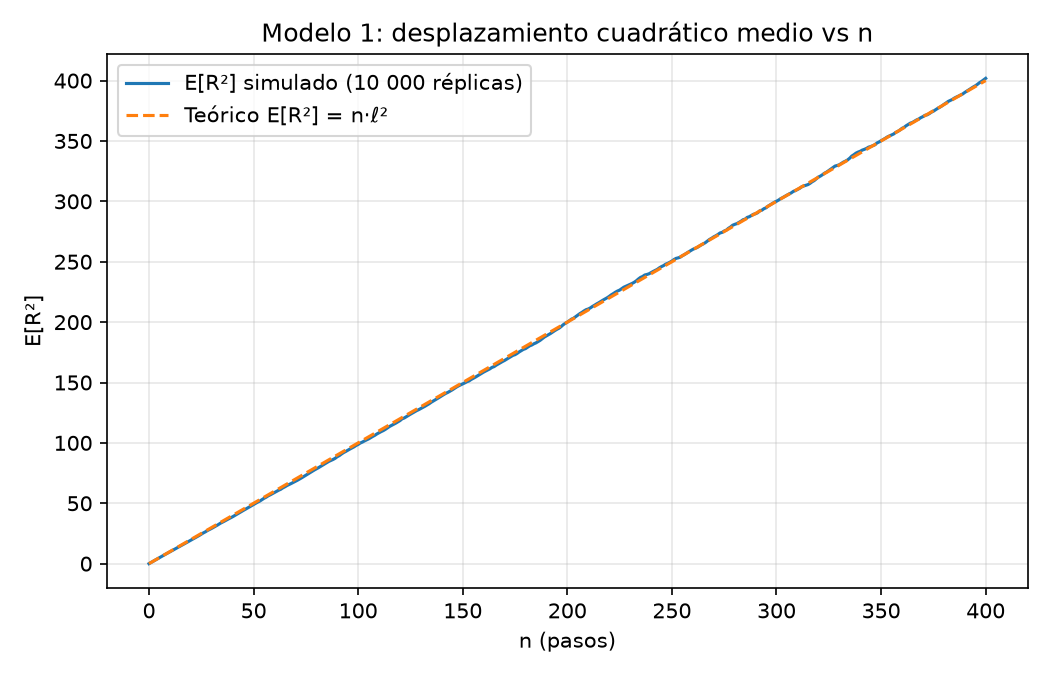 Modelo 1: desplazamiento cuadrático medio vs n
E[R²] simulado (10 000 réplicas)
Teórico E[R²] = n·ℓ²
E[R²]
400
350
300
250
200
150
100
50
0
0 50 100 150 200 250 300 350 400
n (pasos)